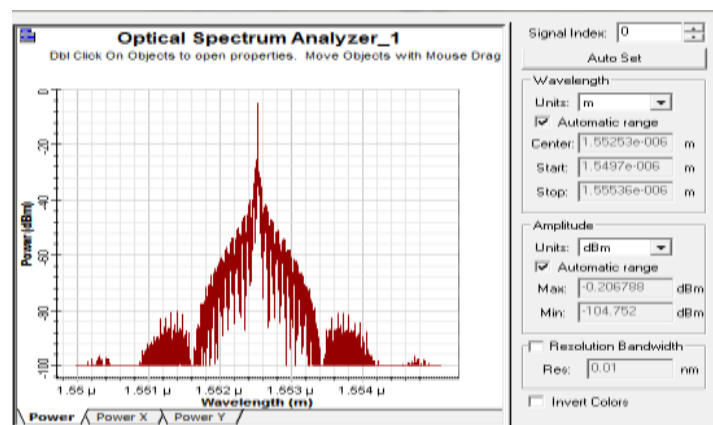 Optical Spectrum Analyzer_1
Dbl Click On Objects to open properties. Move Objects with Mouse Drag
Power (dBm)
0
-20
-40
-60
-80
-100
1.55 µ
1.551 µ
1.552 µ
1.553 µ
1.554 µ
Wavelength (m)
Power
Power X
Power Y
Signal Index: 0
Auto Set
Wavelength
Units: m
Automatic range
Center: 1.55253e-006 m
Start: 1.5497e-006 m
Stop: 1.55536e-006 m
Amplitude
Units: dBm
Automatic range
Max: -0.206788 dBm
Min: -104.752 dBm
Resolution Bandwidth
Res: 0.01 nm
Invert Colors